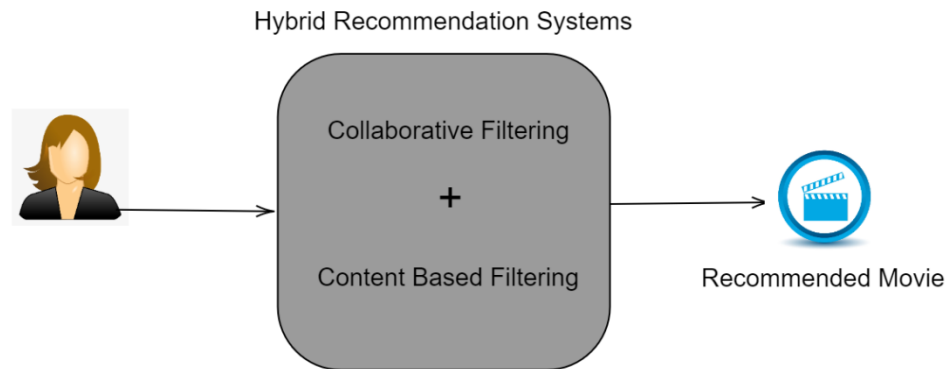 Hybrid Recommendation Systems
Collaborative Filtering
+
Content Based Filtering
Recommended Movie